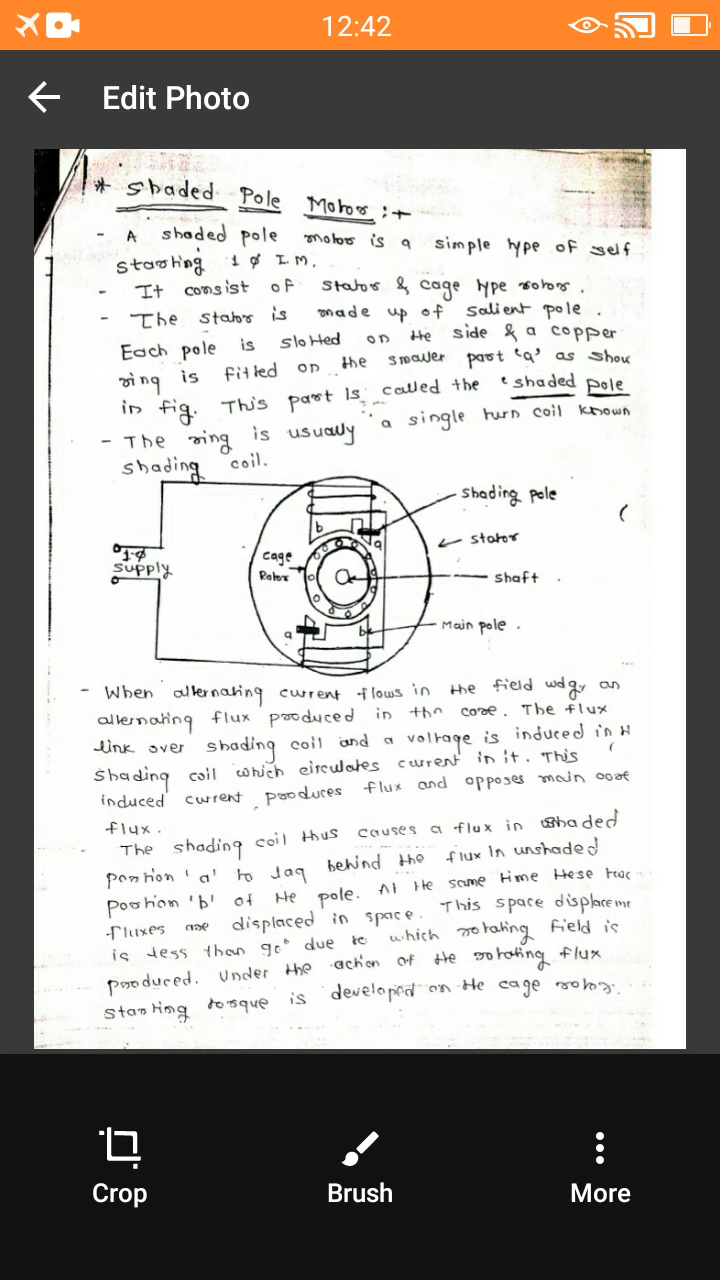 12:42
Edit Photo
* Shaded Pole Motor :+
- A shaded pole motor is a simple type of self
starting 1 φ I.M.
- It consist of stator & cage type rotor.
- The stator is made up of salient pole.
Each pole is slotted on the side & a copper
ring is fitted on the smaller part 'a' as show
in fig. This part is called the 'shaded pole
- The ring is usually a single turn coil known
shading coil.
shading pole
b
stator
a
1-φ
supply
cage
Rotor
shaft
a
b
Main pole.
- When alternating current flows in the field wdg, an
alternating flux produced in the core. The flux
link over shading coil and a voltage is induced in
shading coil which circulates current in it. This
induced current produces flux and opposes main core
flux.
- The shading coil thus causes a flux in shaded
portion 'a' to lag behind the flux in unshaded
portion 'b' of the pole. At the same time these two
fluxes are displaced in space. This space displaceme
is less than 90° due to which rotating field is
produced. Under the action of the rotating flux
starting torque is developed on the cage rotor.
Crop
Brush
More